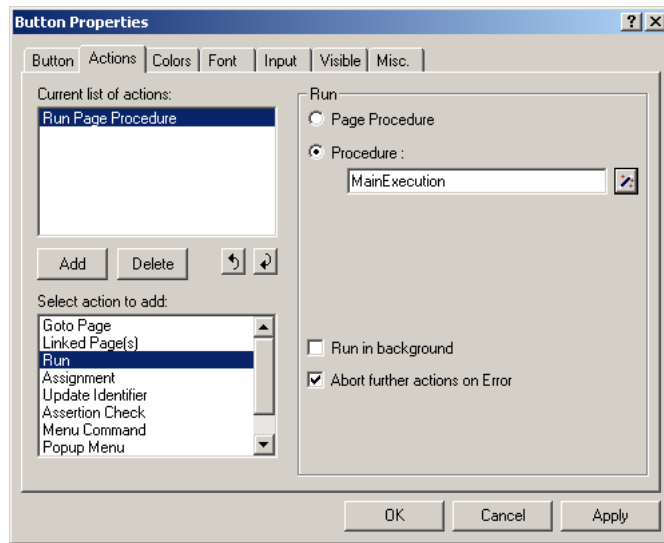 Button Properties
Button Actions Colors Font Input Visible Misc.
Current list of actions:
Run Page Procedure
Add Delete
Select action to add:
Goto Page
Linked Page(s)
Run
Assignment
Update Identifier
Assertion Check
Menu Command
Popup Menu
Run
Page Procedure
Procedure :
MainExecution
Run in background
Abort further actions on Error
OK Cancel Apply